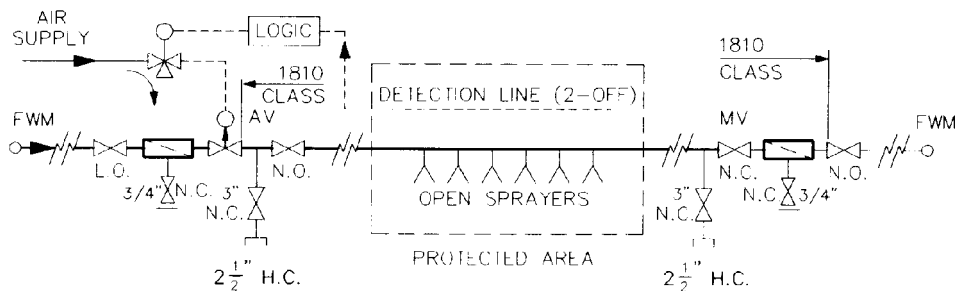 AIR
SUPPLY
LOGIC
1810
CLASS
1810
CLASS
DETECTION LINE (2-OFF)
FWM
AV
MV
FWM
L.O.
N.O.
N.C.
N.O.
3/4"
N.C.
3"
N.C.
OPEN SPRAYERS
3"
N.C.
N.C
3/4"
PROTECTED AREA
2 1/2" H.C.
2 1/2" H.C.